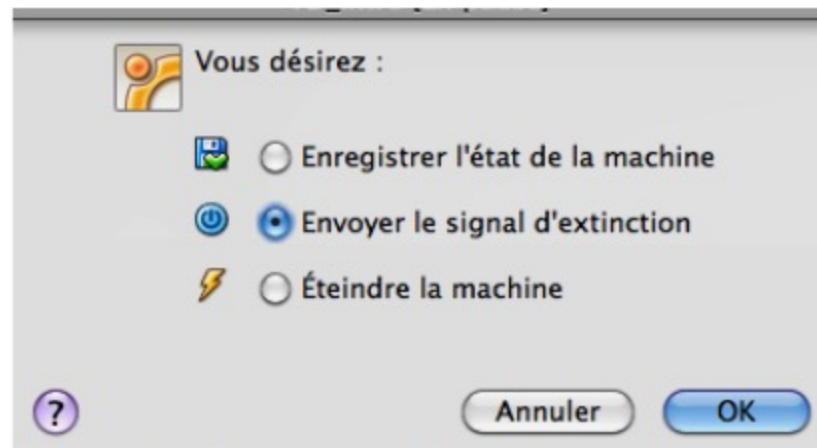 Vous désirez :
Enregistrer l'état de la machine
Envoyer le signal d'extinction
Éteindre la machine
?
Annuler
OK